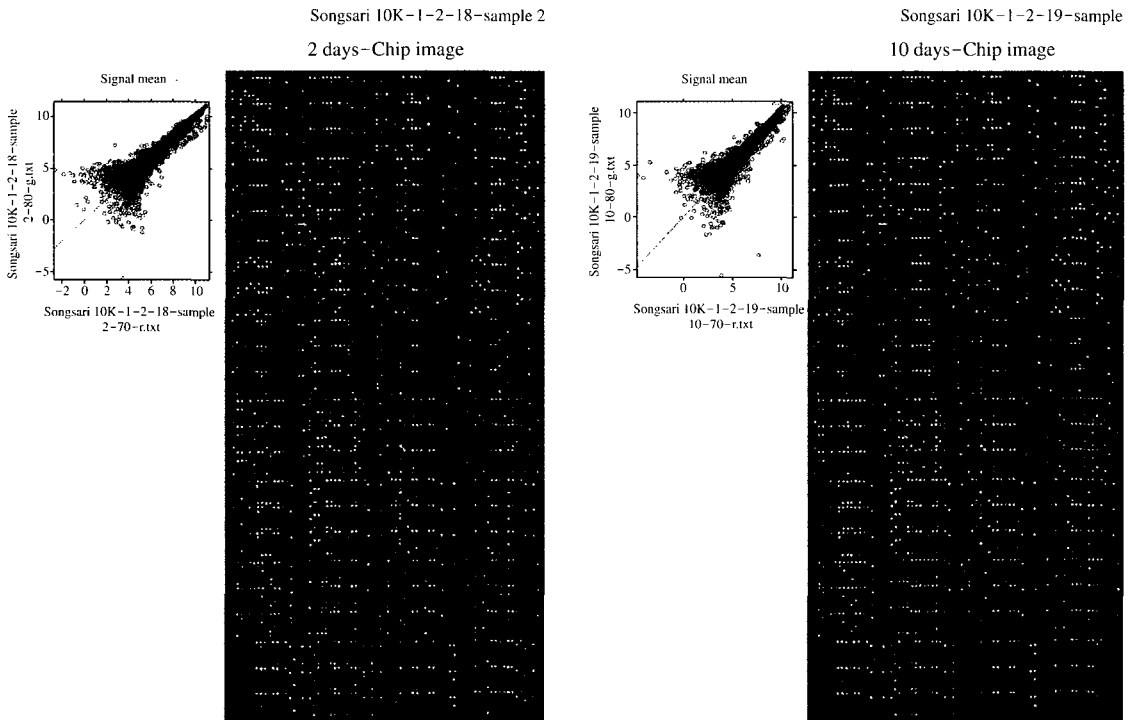 Songsari 10K-1-2-18-sample 2
2 days-Chip image
Signal mean
Songsari 10K-1-2-18-sample
2-80-g.txt
10
5
0
-5
-2 0 2 4 6 8 10
Songsari 10K-1-2-18-sample
2-70-r.txt
Songsari 10K-1-2-19-sample
10 days-Chip image
Signal mean
Songsari 10K-1-2-19-sample
10-80-g.txt
10
5
0
-5
0 5 10
Songsari 10K-1-2-19-sample
10-70-r.txt